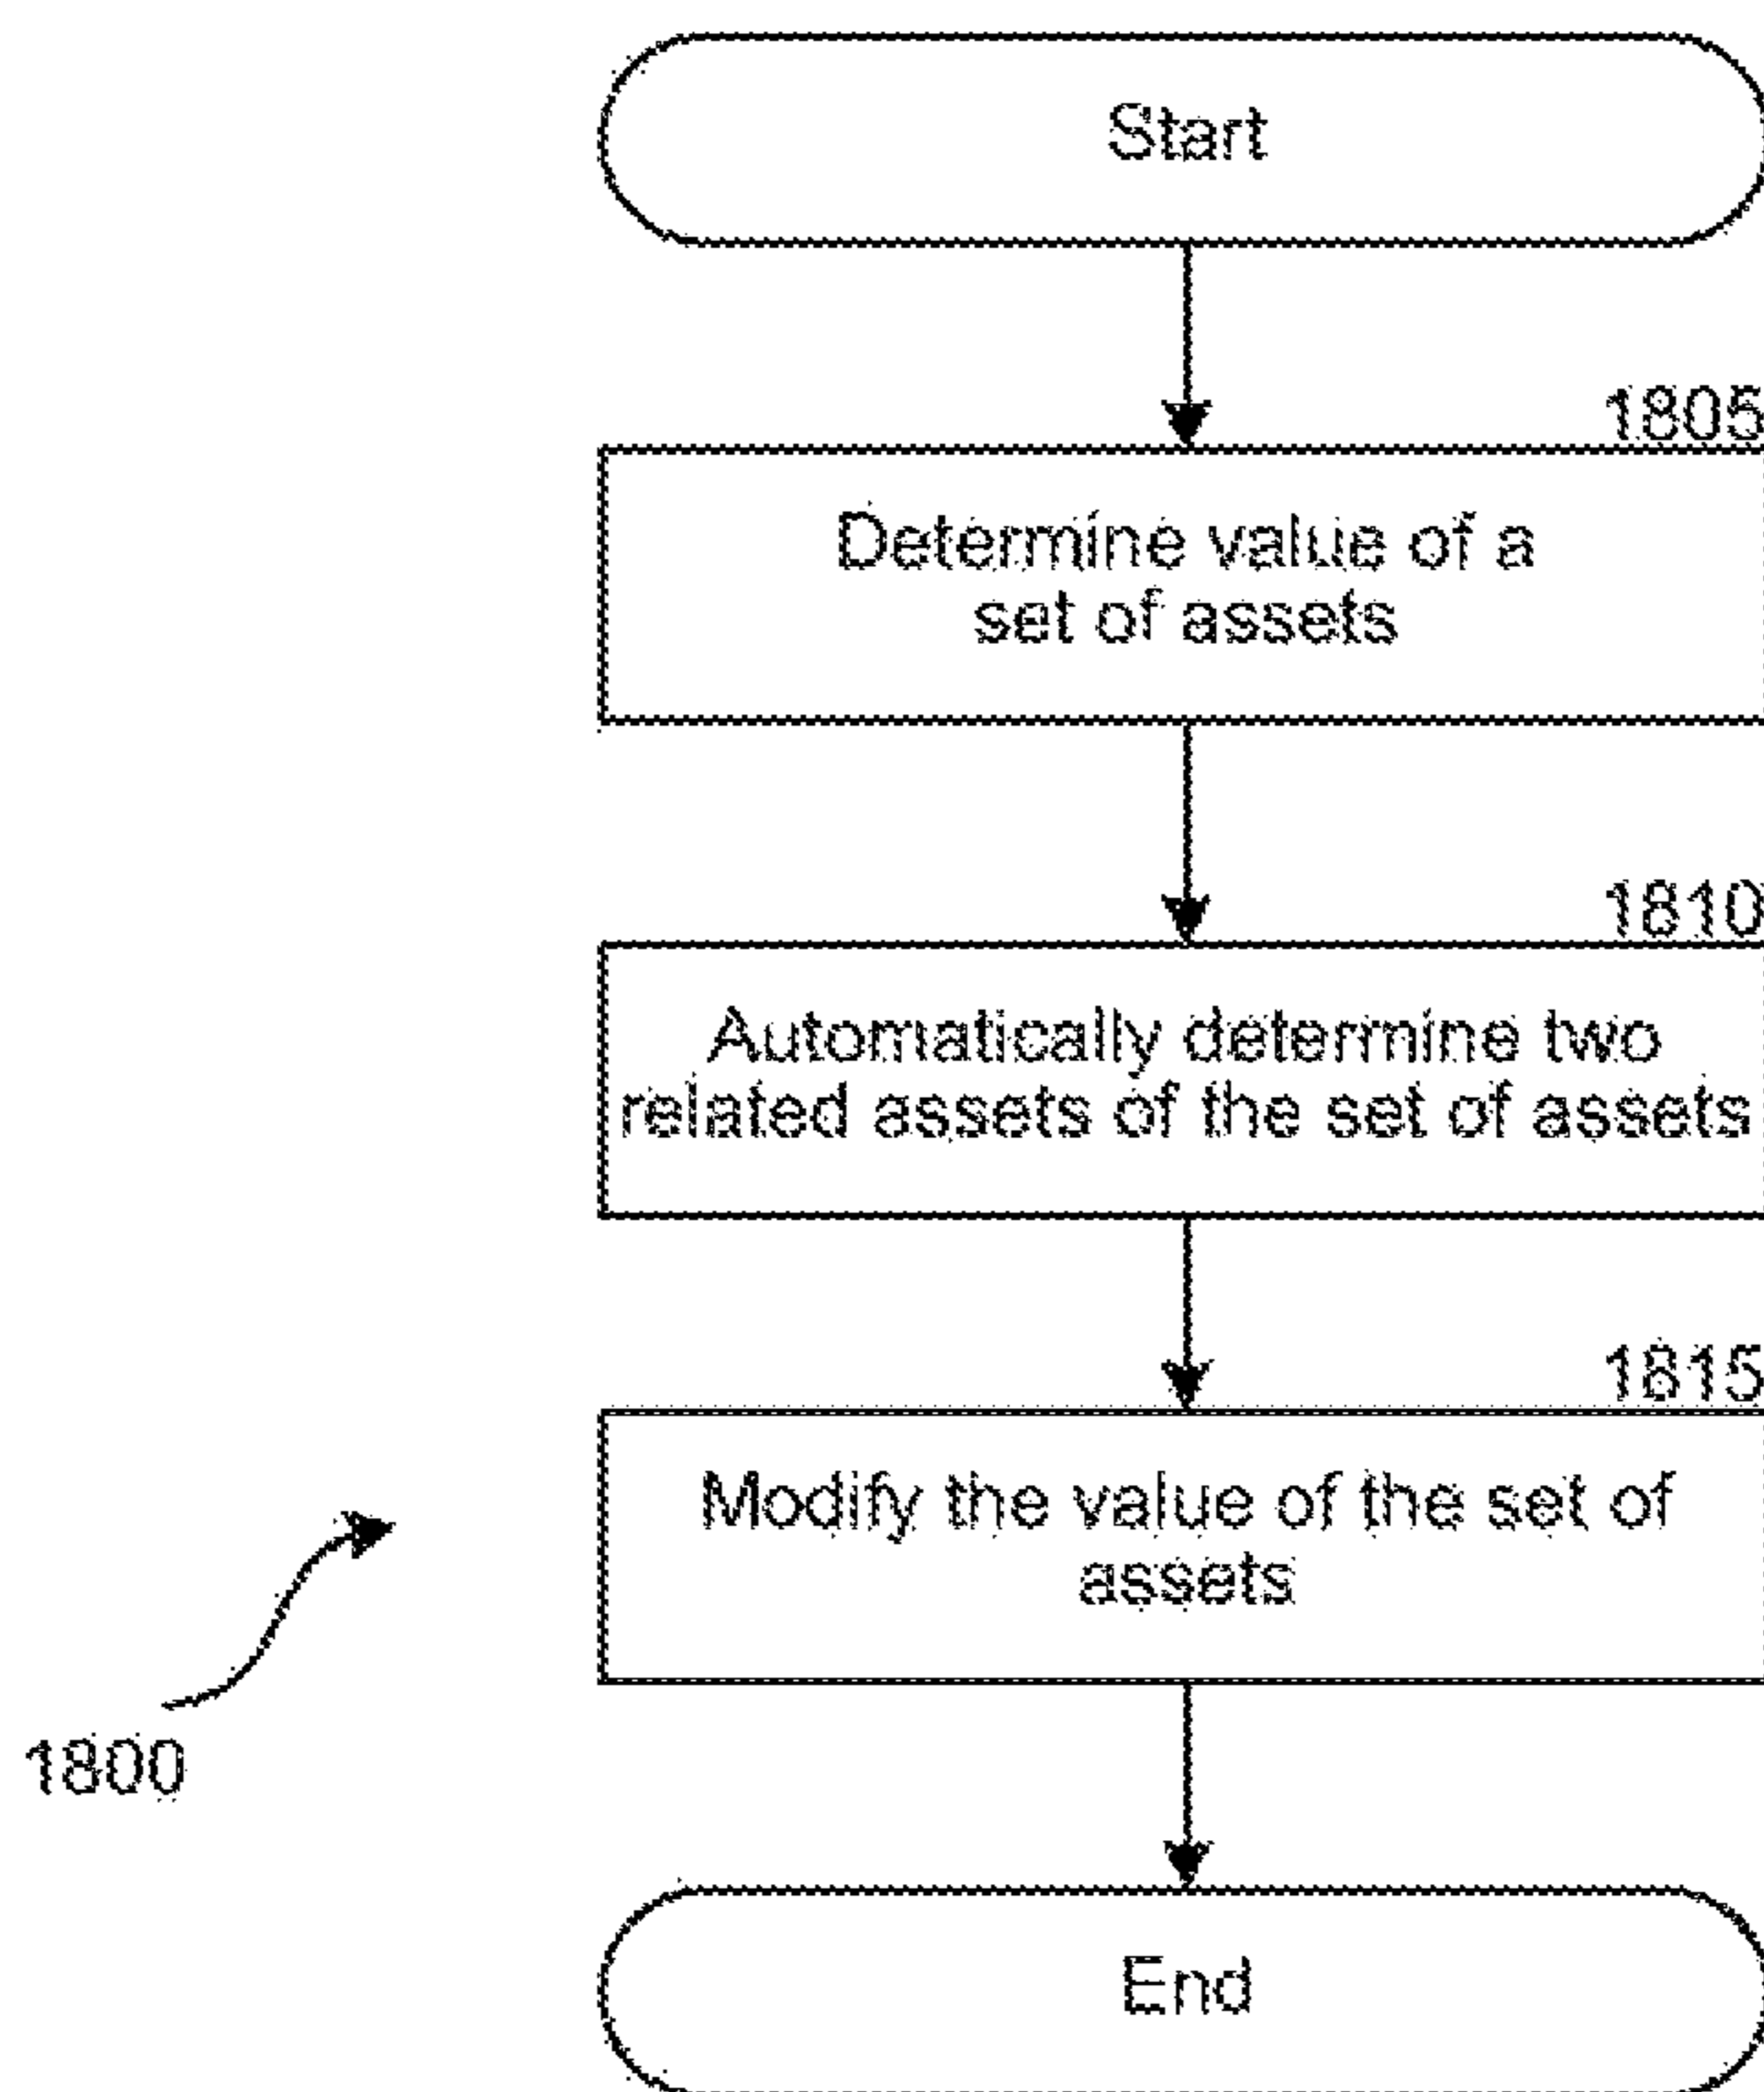 Start
1805
Determine value of a
set of assets
1810
Automatically determine two
related assets of the set of assets
1815
Modify the value of the set of
assets
1800
End